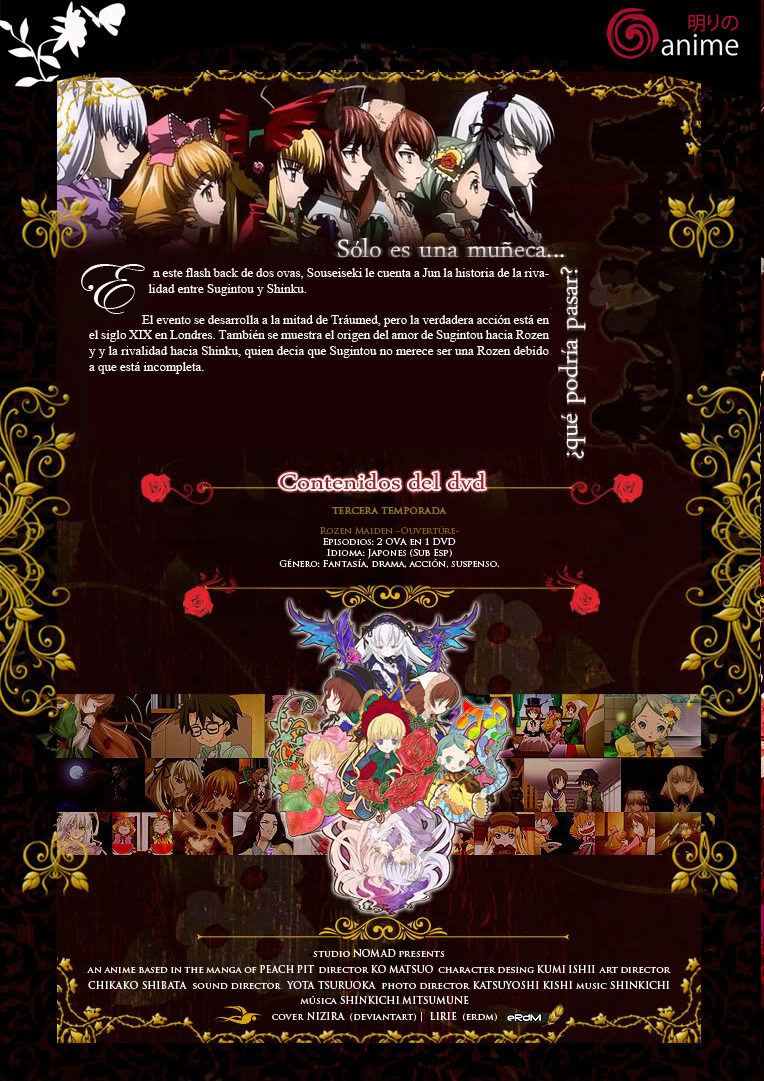 明りの
anime
Sólo es una muñeca...
¿qué podría pasar?
En este flash back de dos ovas, Souseiseki le cuenta a Jun la historia de la riva-
lidad entre Sugintou y Shinku.
El evento se desarrolla a la mitad de Tráumed, pero la verdadera acción está en
el siglo XIX en Londres. También se muestra el origen del amor de Sugintou hacia Rozen
y y la rivalidad hacia Shinku, quien decia que Sugintou no merece ser una Rozen debido
a que está incompleta.
Contenidos del dvd
TERCERA TEMPORADA
ROZEN MAIDEN -OUVERTÚRE-
EPISODIOS: 2 OVA EN 1 DVD
IDIOMA: JAPONES (SUB ESP)
GÉNERO: FANTASÍA, DRAMA, ACCIÓN, SUSPENSO.
STUDIO NOMAD PRESENTS
AN ANIME BASED IN THE MANGA OF PEACH PIT DIRECTOR KO MATSUO CHARACTER DESING KUMI ISHII ART DIRECTOR
CHIKAKO SHIBATA SOUND DIRECTOR YOTA TSURUOKA PHOTO DIRECTOR KATSUYOSHI KISHI MUSIC SHINKICHI
MÚSICA SHINKICHI MITSUMUNE
COVER NIZIRA (DEVIANTART) | LIRIE (ERDM) eRdM